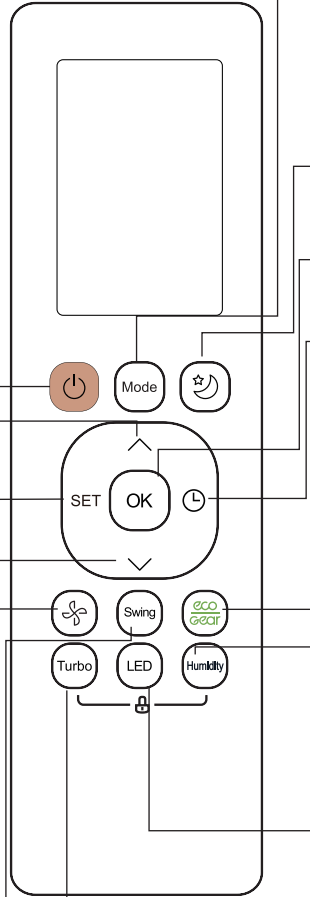 Mode
SET
OK
Swing
eco
Gear
Turbo
LED
Humidity